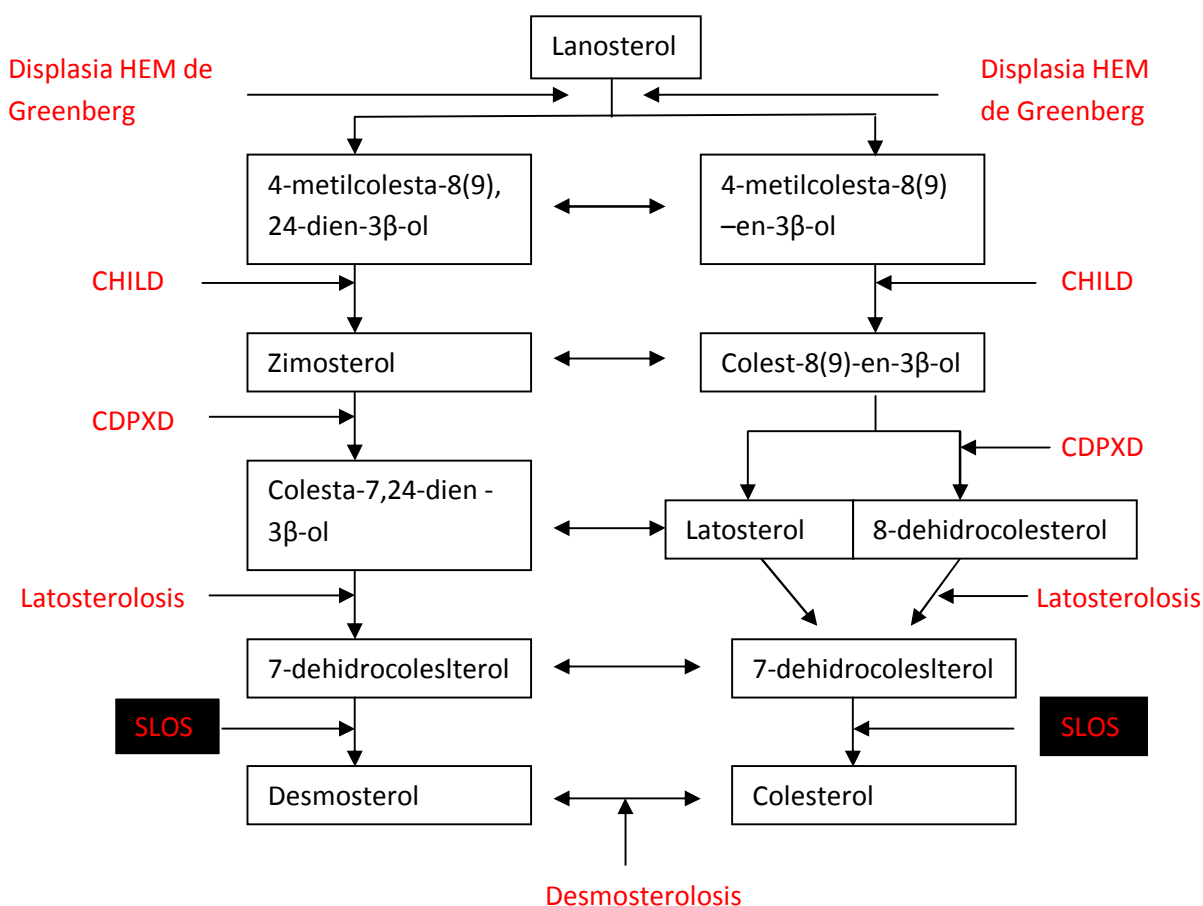 Lanosterol
Displasia HEM de
Greenberg
Displasia HEM
de Greenberg
4-metilcolesta-8(9),
24-dien-3β-ol
4-metilcolesta-8(9)
–en-3β-ol
CHILD
CHILD
Zimosterol
Colest-8(9)-en-3β-ol
CDPXD
CDPXD
Colesta-7,24-dien -
3β-ol
Latosterol
8-dehidrocolesterol
Latosterolosis
Latosterolosis
7-dehidrocoleslterol
7-dehidrocoleslterol
SLOS
SLOS
Desmosterol
Colesterol
Desmosterolosis